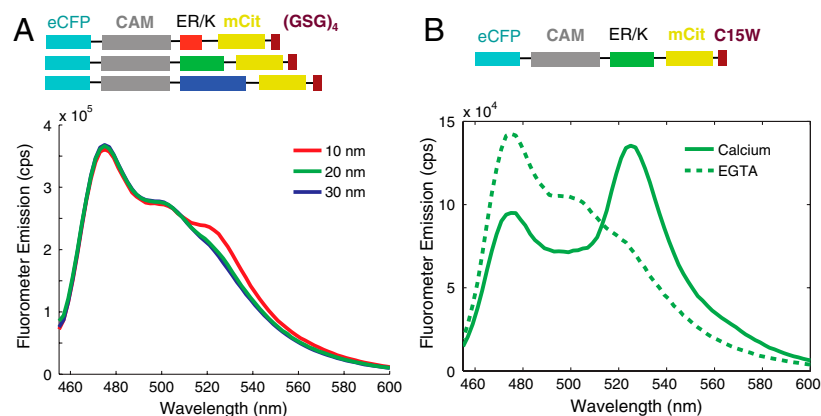 A
eCFP CAM ER/K mCit (GSG)4
x 10^5
Fluorometer Emission (cps)
4
3
2
1
0
10 nm
20 nm
30 nm
460 480 500 520 540 560 580 600
Wavelength (nm)
B
eCFP CAM ER/K mCit C15W
x 10^4
Fluorometer Emission (cps)
15
10
5
0
Calcium
EGTA
460 480 500 520 540 560 580 600
Wavelength (nm)